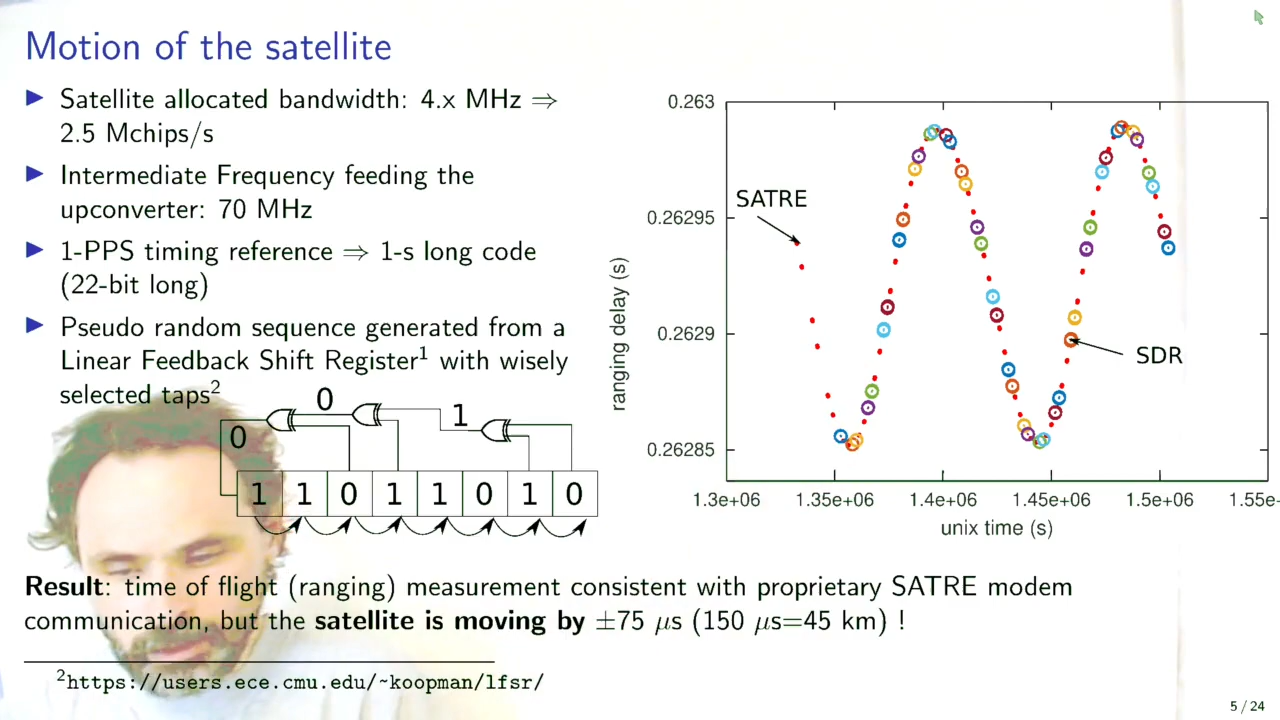 Motion of the satellite
▶ Satellite allocated bandwidth: 4.x MHz ⇒
2.5 Mchips/s
▶ Intermediate Frequency feeding the
upconverter: 70 MHz
▶ 1-PPS timing reference ⇒ 1-s long code
(22-bit long)
▶ Pseudo random sequence generated from a
Linear Feedback Shift Register¹ with wisely
selected taps²
0
1
0
1 1 0 1 1 0 1 0
0.263
0.26295
0.2629
0.26285
ranging delay (s)
SATRE
SDR
1.3e+06 1.35e+06 1.4e+06 1.45e+06 1.5e+06 1.55e-
unix time (s)
Result: time of flight (ranging) measurement consistent with proprietary SATRE modem
communication, but the satellite is moving by ±75 μs (150 μs=45 km) !
²https://users.ece.cmu.edu/~koopman/lfsr/
5 / 24